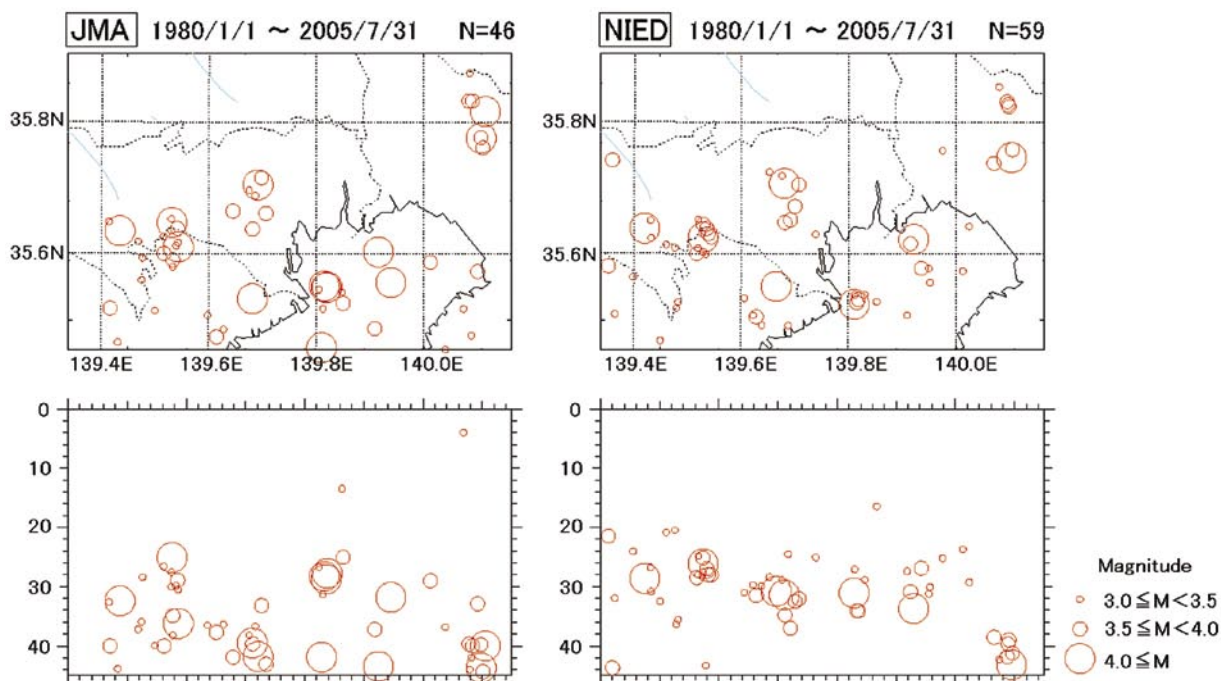 JMA 1980/1/1 ~ 2005/7/31 N=46
NIED 1980/1/1 ~ 2005/7/31 N=59
35.8N
35.6N
139.4E 139.6E 139.8E 140.0E
35.8N
35.6N
139.4E 139.6E 139.8E 140.0E
0
10
20
30
40
0
10
20
30
40
Magnitude
3.0≦M<3.5
3.5≦M<4.0
4.0≦M